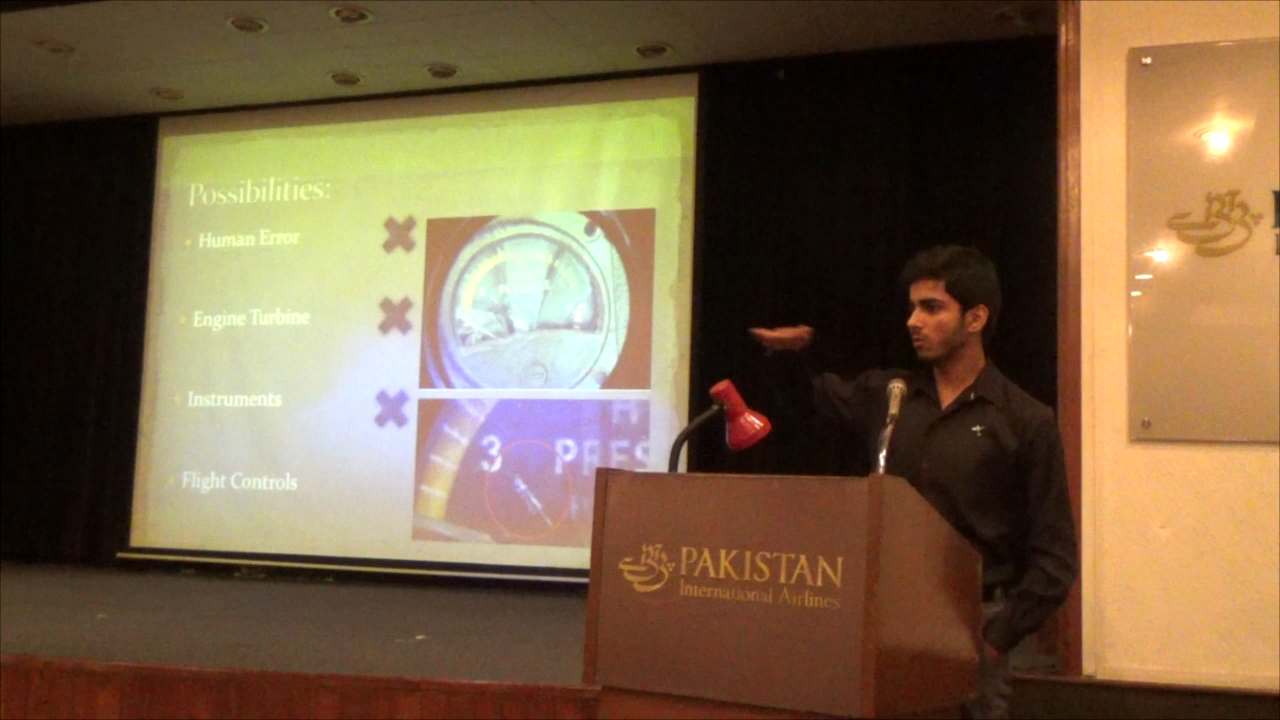 Possibilities:
Human Error
Engine Turbine
Instruments
Flight Controls
3 PRES
H
PAKISTAN
International Airlines